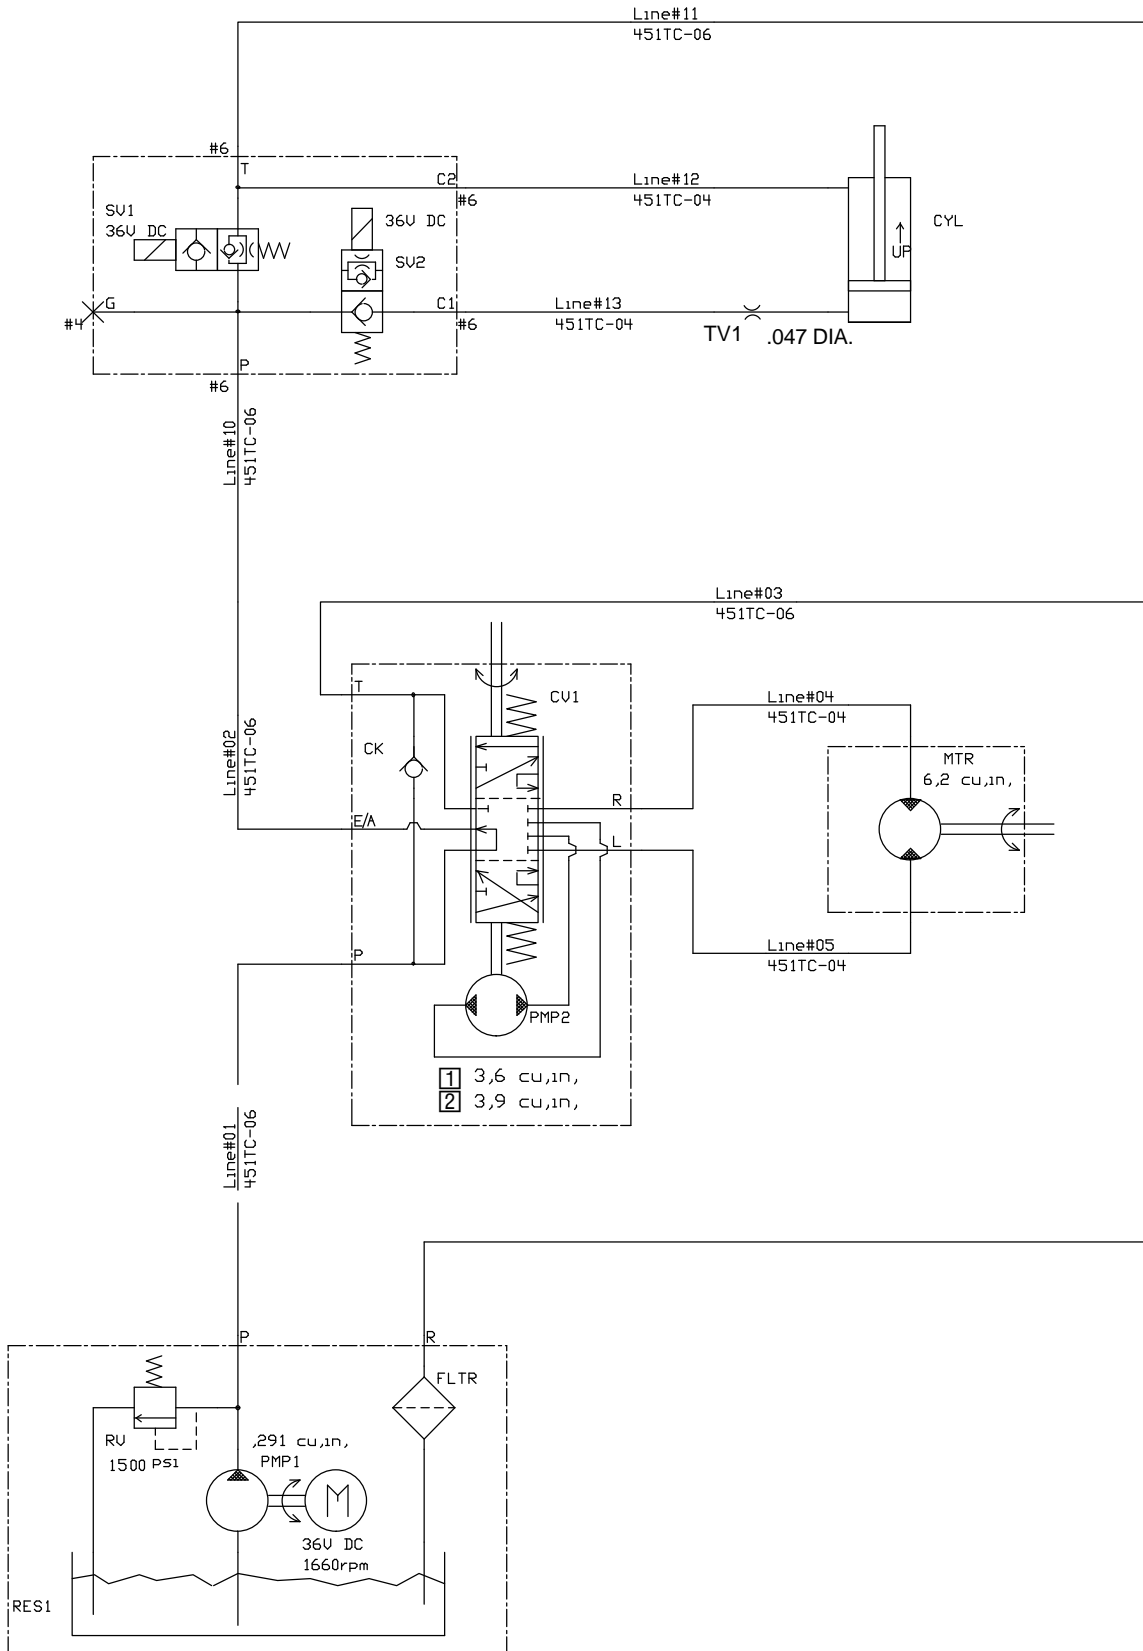 Line#11
451TC-06
#6
T
C2
#6
Line#12
451TC-04
SV1
36V DC
36V DC
SV2
CYL
UP
G
#4
C1
#6
Line#13
451TC-04
TV1 .047 DIA.
P
#6
Line#10
451TC-06
Line#03
451TC-06
T
CV1
Line#04
451TC-04
CK
Line#02
451TC-06
MTR
6,2 cu,in,
R
E/A
L
P
Line#05
451TC-04
PMP2
1 3,6 cu,in,
2 3,9 cu,in,
Line#01
451TC-06
P
R
FLTR
RV
1500 PSI
,291 cu,in,
PMP1
M
36V DC
1660rpm
RES1